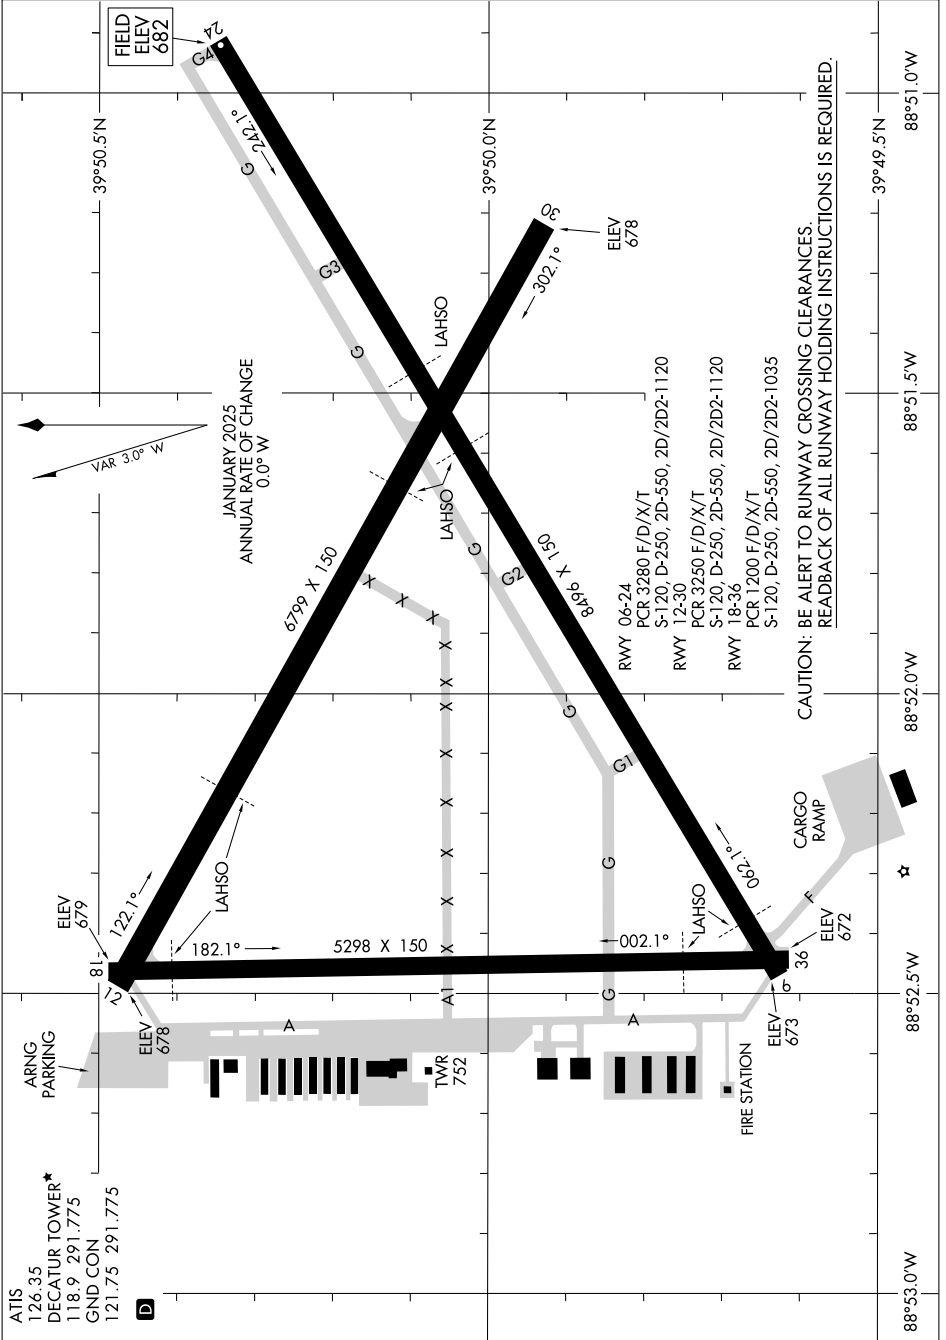 ATIS
126.35
DECATUR TOWER★
118.9 291.775
GND CON
121.75 291.775
D
ARNG
PARKING
FIELD
ELEV
682
24
G4
G
242.1°
G3
G
LAHSO
30
302.1°
ELEV
678
VAR 3.0° W
JANUARY 2025
ANNUAL RATE OF CHANGE
0.0° W
6799 X 150
LAHSO
G
G2
8496 X 150
X
X
X
X
X
X
X
X
X
X
X
G
G1
G
LAHSO
ELEV
679
122.1°
18
12
ELEV
678
182.1°
5298 X 150
002.1°
LAHSO
062.1°
F
ELEV
672
36
6
ELEV
673
A1
G
A
A
TWR
752
FIRE STATION
CARGO
RAMP
RWY 06-24
PCR 3280 F/D/X/T
S-120, D-250, 2D-550, 2D/2D2-1120
RWY 12-30
PCR 3250 F/D/X/T
S-120, D-250, 2D-550, 2D/2D2-1120
RWY 18-36
PCR 1200 F/D/X/T
S-120, D-250, 2D-550, 2D/2D2-1035
CAUTION: BE ALERT TO RUNWAY CROSSING CLEARANCES.
READBACK OF ALL RUNWAY HOLDING INSTRUCTIONS IS REQUIRED.
39°50.5'N
39°50.0'N
39°49.5'N
88°53.0'W
88°52.5'W
88°52.0'W
88°51.5'W
88°51.0'W